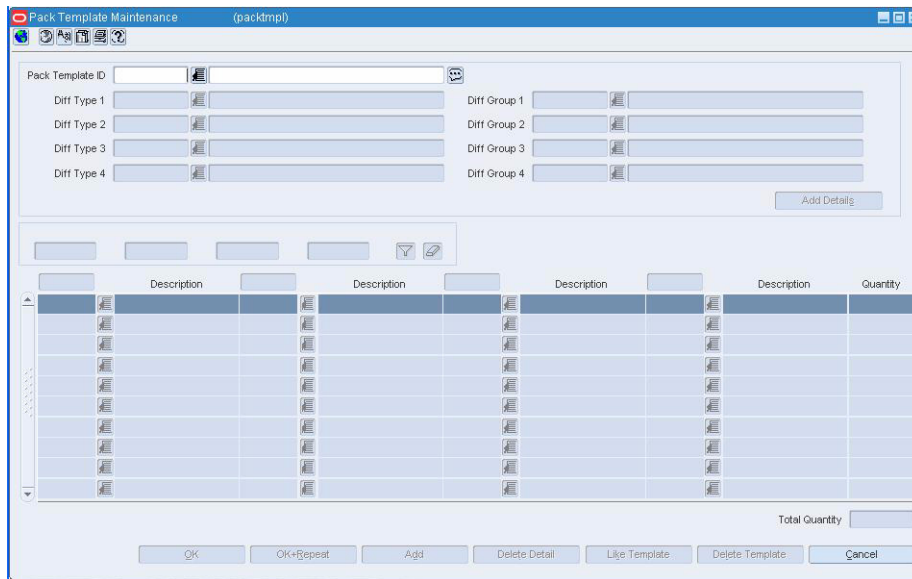 Pack Template Maintenance (packtmpl)
Pack Template ID
Diff Type 1 Diff Group 1
Diff Type 2 Diff Group 2
Diff Type 3 Diff Group 3
Diff Type 4 Diff Group 4
Add Details
Description Description Description Description Quantity
Total Quantity
OK OK+Repeat Add Delete Detail Like Template Delete Template Cancel